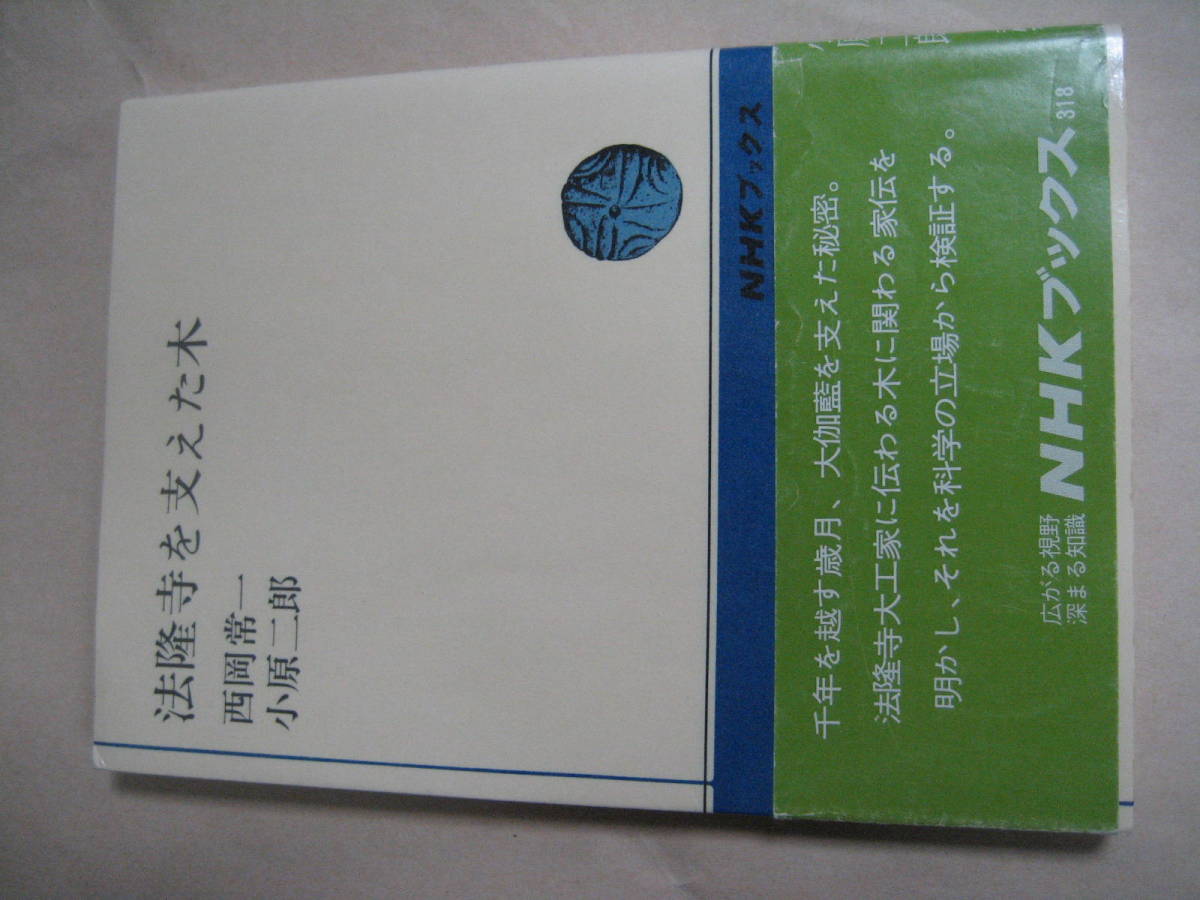 法隆寺を支えた木
西岡常一
小原二郎
NHKブックス
千年を越す歳月、大伽藍を支えた秘密。
法隆寺大工家に伝わる木に関わる家伝を
明かし、それを科学の立場から検証する。
広がる視野
深まる知識
NHKブックス 318